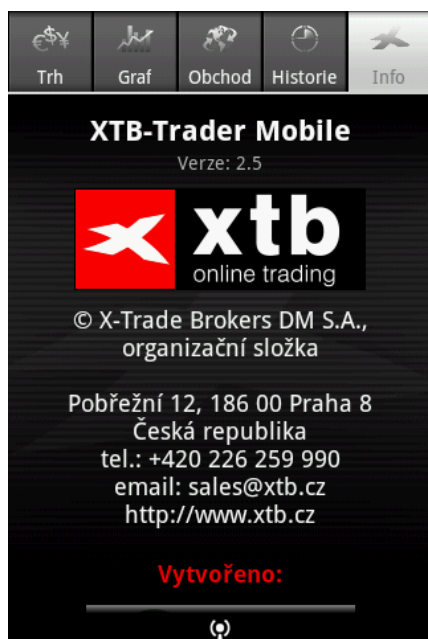 Trh Graf Obchod Historie Info
XTB-Trader Mobile
Verze: 2.5
xtb
online trading
© X-Trade Brokers DM S.A.,
organizační složka
Pobřežní 12, 186 00 Praha 8
Česká republika
tel.: +420 226 259 990
email: sales@xtb.cz
http://www.xtb.cz
Vytvořeno: